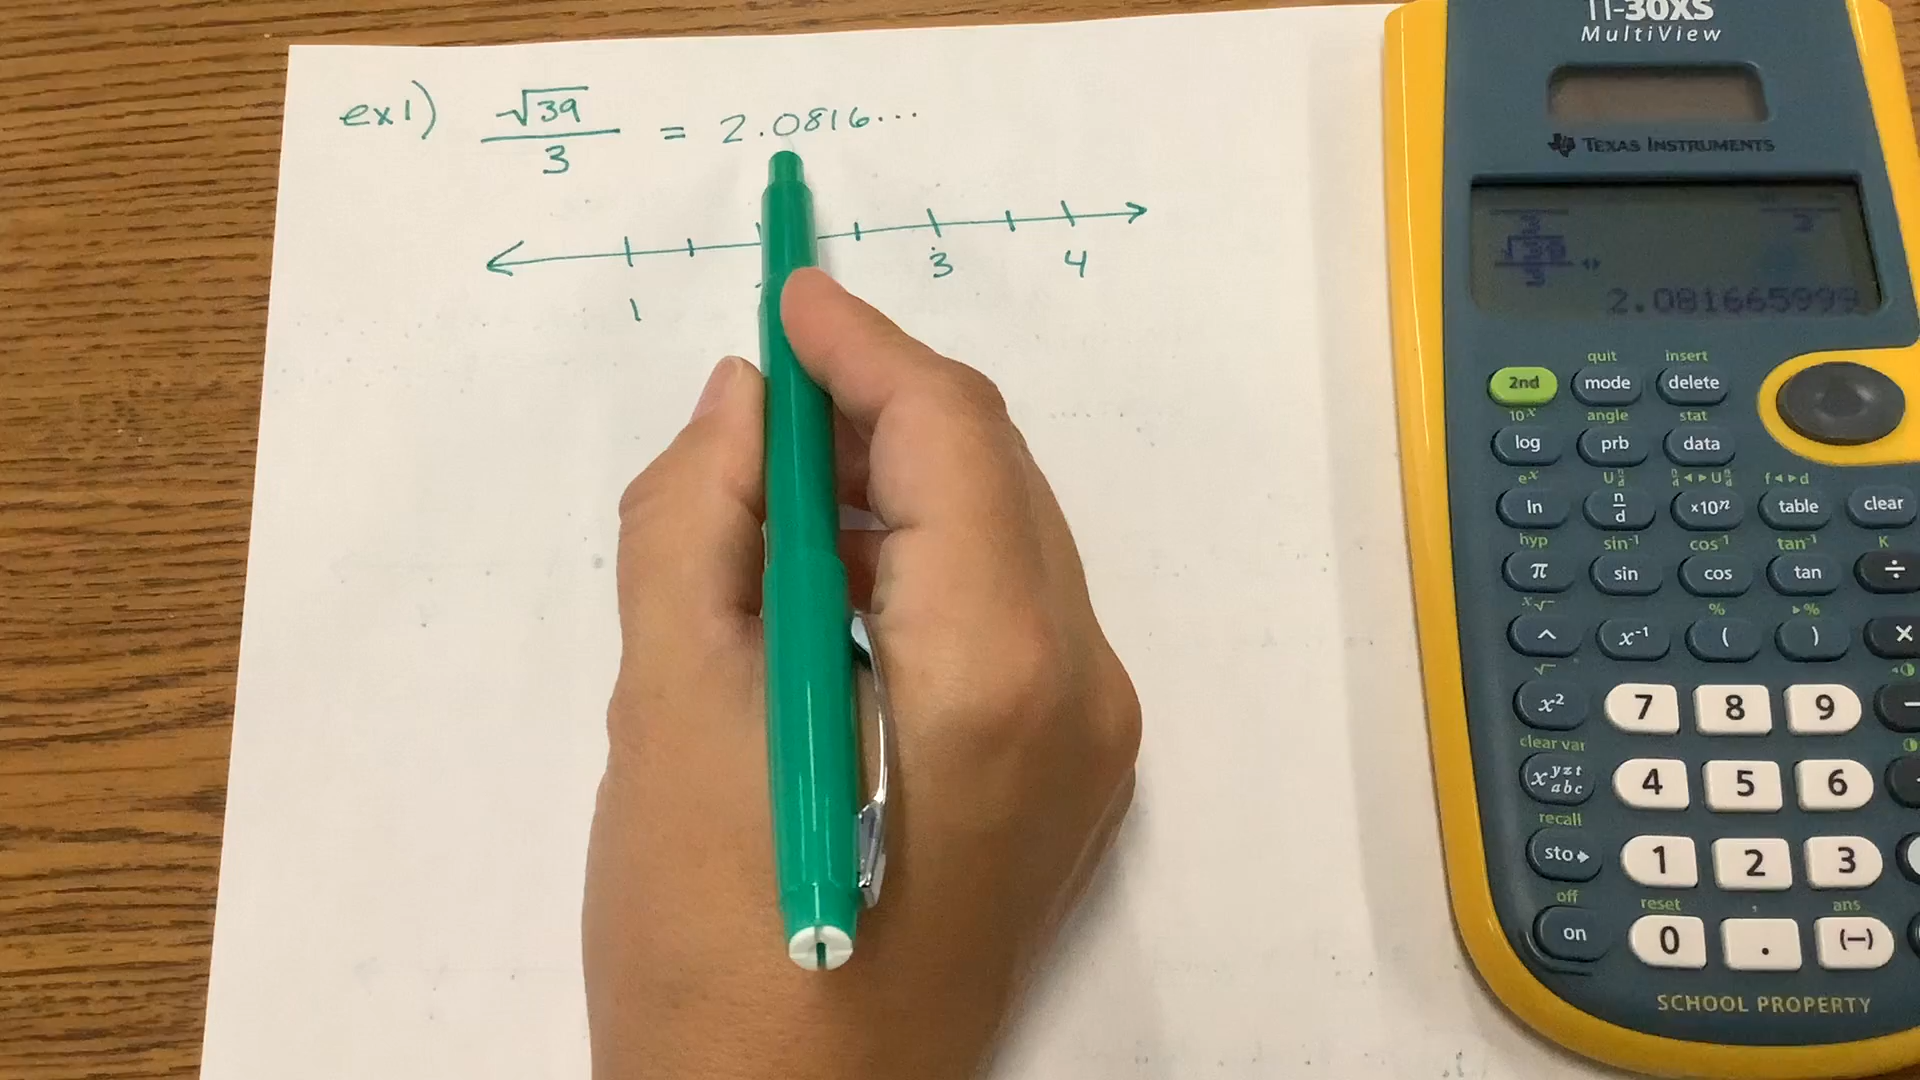 ex1) √39/3 = 2.0816...
1 3 4
TI-30XS
MultiView
TEXAS INSTRUMENTS
2.081665999
quit insert
2nd mode delete
10ˣ angle stat
log prb data
eˣ U n/d n/d ◄► U n/d f◄►d
ln n/d ×10ⁿ table clear
hyp sin⁻¹ cos⁻¹ tan⁻¹ K
π sin cos tan ÷
ˣ√ % ►%
^ x⁻¹ ( ) ×
√
x² 7 8 9 −
clear var
x yzt abc 4 5 6
recall
sto► 1 2 3
off reset , ans
on 0 . (−)
SCHOOL PROPERTY